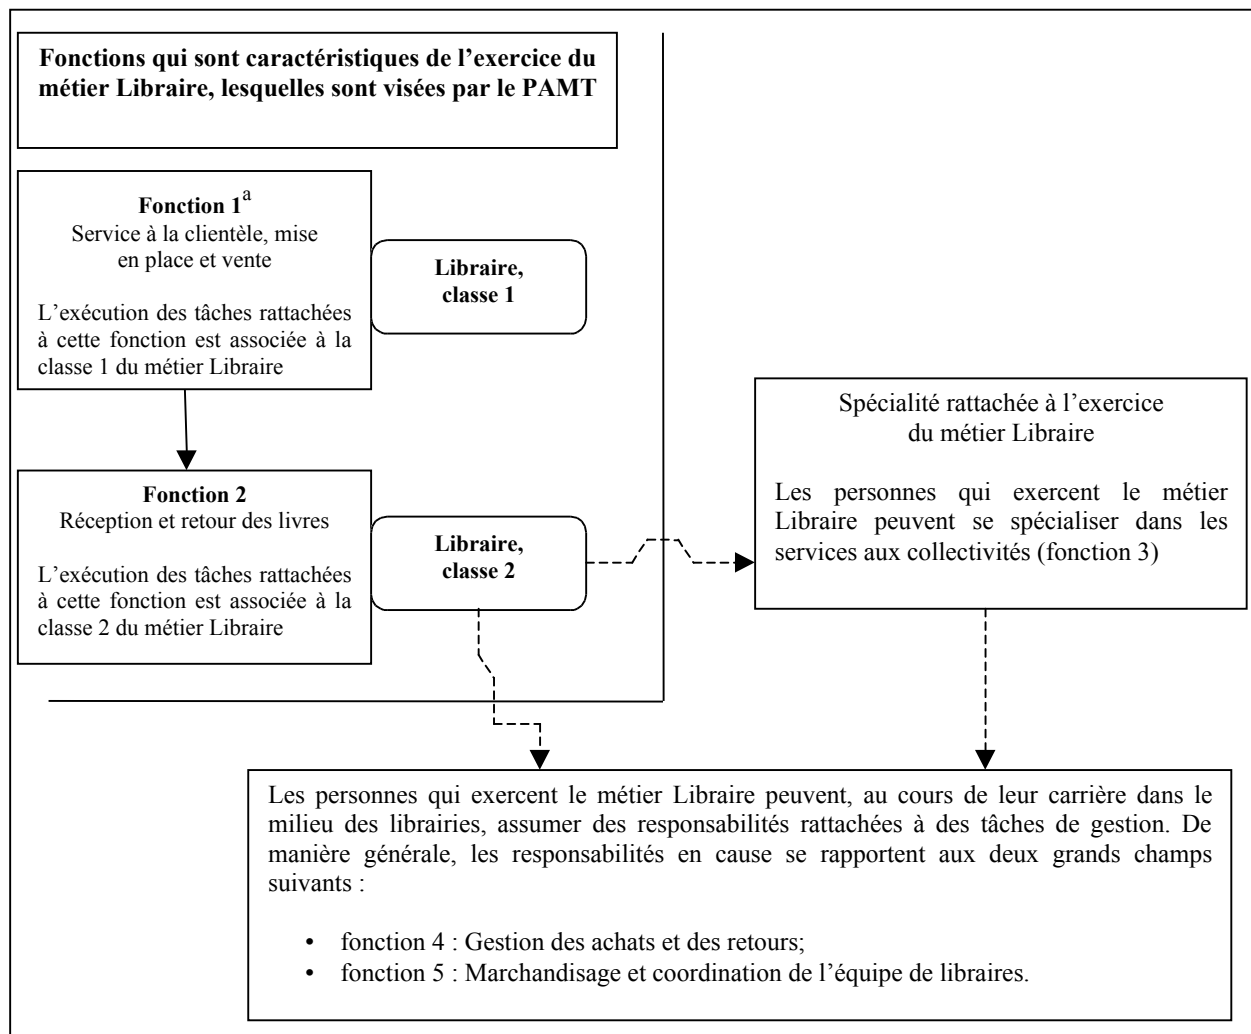 Fonctions qui sont caractéristiques de l’exercice du
métier Libraire, lesquelles sont visées par le PAMT
Fonction 1a
Service à la clientèle, mise
en place et vente
L’exécution des tâches rattachées
à cette fonction est associée à la
classe 1 du métier Libraire
Libraire,
classe 1
Fonction 2
Réception et retour des livres
L’exécution des tâches rattachées
à cette fonction est associée à la
classe 2 du métier Libraire
Libraire,
classe 2
Spécialité rattachée à l’exercice
du métier Libraire
Les personnes qui exercent le métier
Libraire peuvent se spécialiser dans les
services aux collectivités (fonction 3)
Les personnes qui exercent le métier Libraire peuvent, au cours de leur carrière dans le
milieu des librairies, assumer des responsabilités rattachées à des tâches de gestion. De
manière générale, les responsabilités en cause se rapportent aux deux grands champs
suivants :
• fonction 4 : Gestion des achats et des retours;
• fonction 5 : Marchandisage et coordination de l’équipe de libraires.